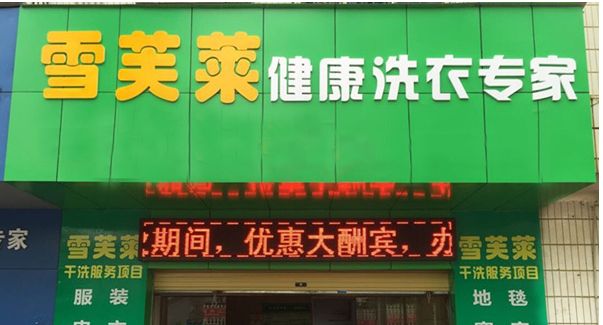 雪芙莱健康洗衣专家
期间，优惠大酬宾，办
专家
雪芙莱
干洗服务项目
服装
雪芙莱
干洗服务项目
地毯